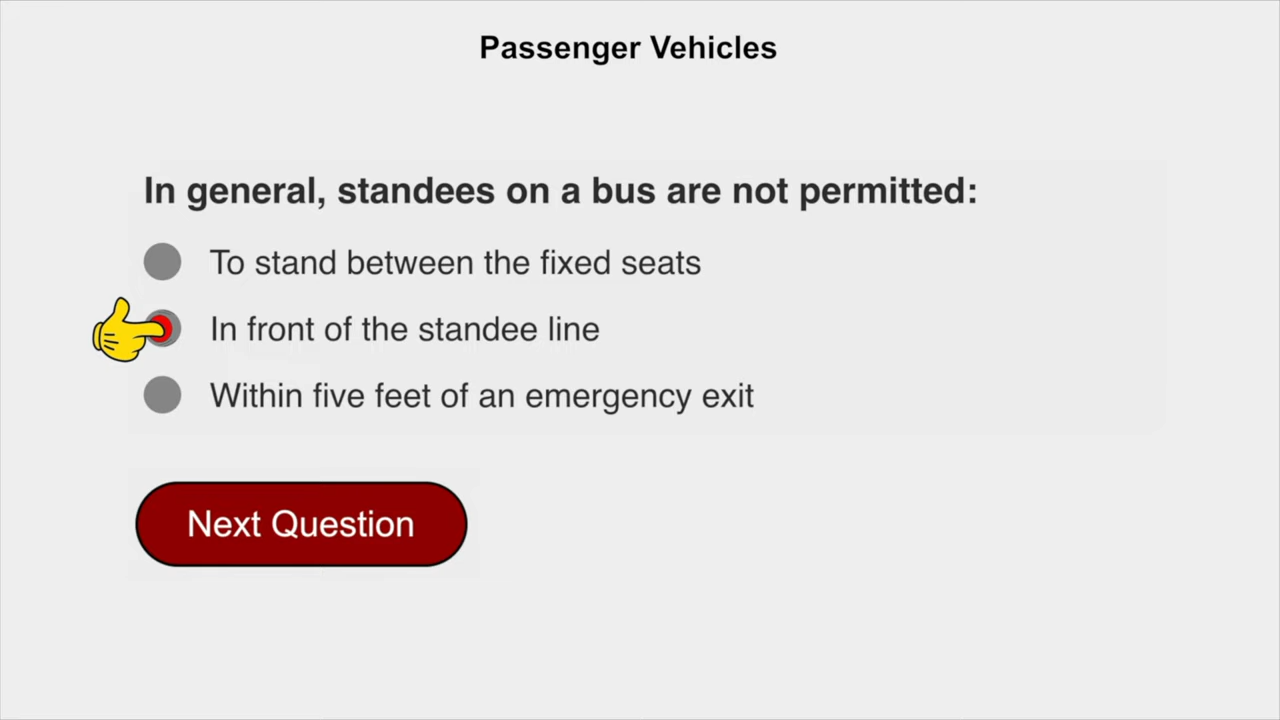 Passenger Vehicles
In general, standees on a bus are not permitted:
To stand between the fixed seats
In front of the standee line
Within five feet of an emergency exit
Next Question